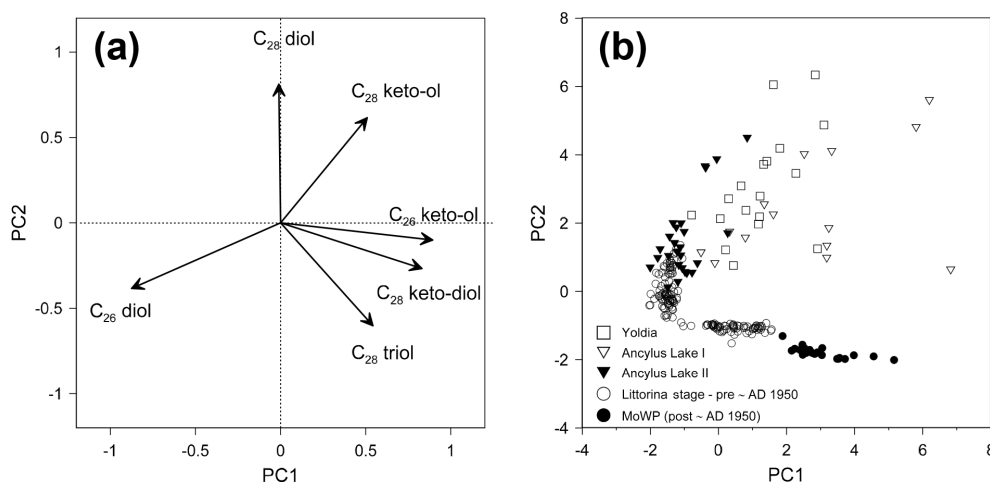 (a)
C28 diol
C28 keto-ol
C26 keto-ol
C28 keto-diol
C28 triol
C26 diol
1
0.5
0
-0.5
-1
PC2
-1 -0.5 0 0.5 1
PC1
(b)
8
6
4
2
0
-2
-4
PC2
Yoldia
Ancylus Lake I
Ancylus Lake II
Littorina stage - pre ~ AD 1950
MoWP (post ~ AD 1950)
-4 -2 0 2 4 6 8
PC1